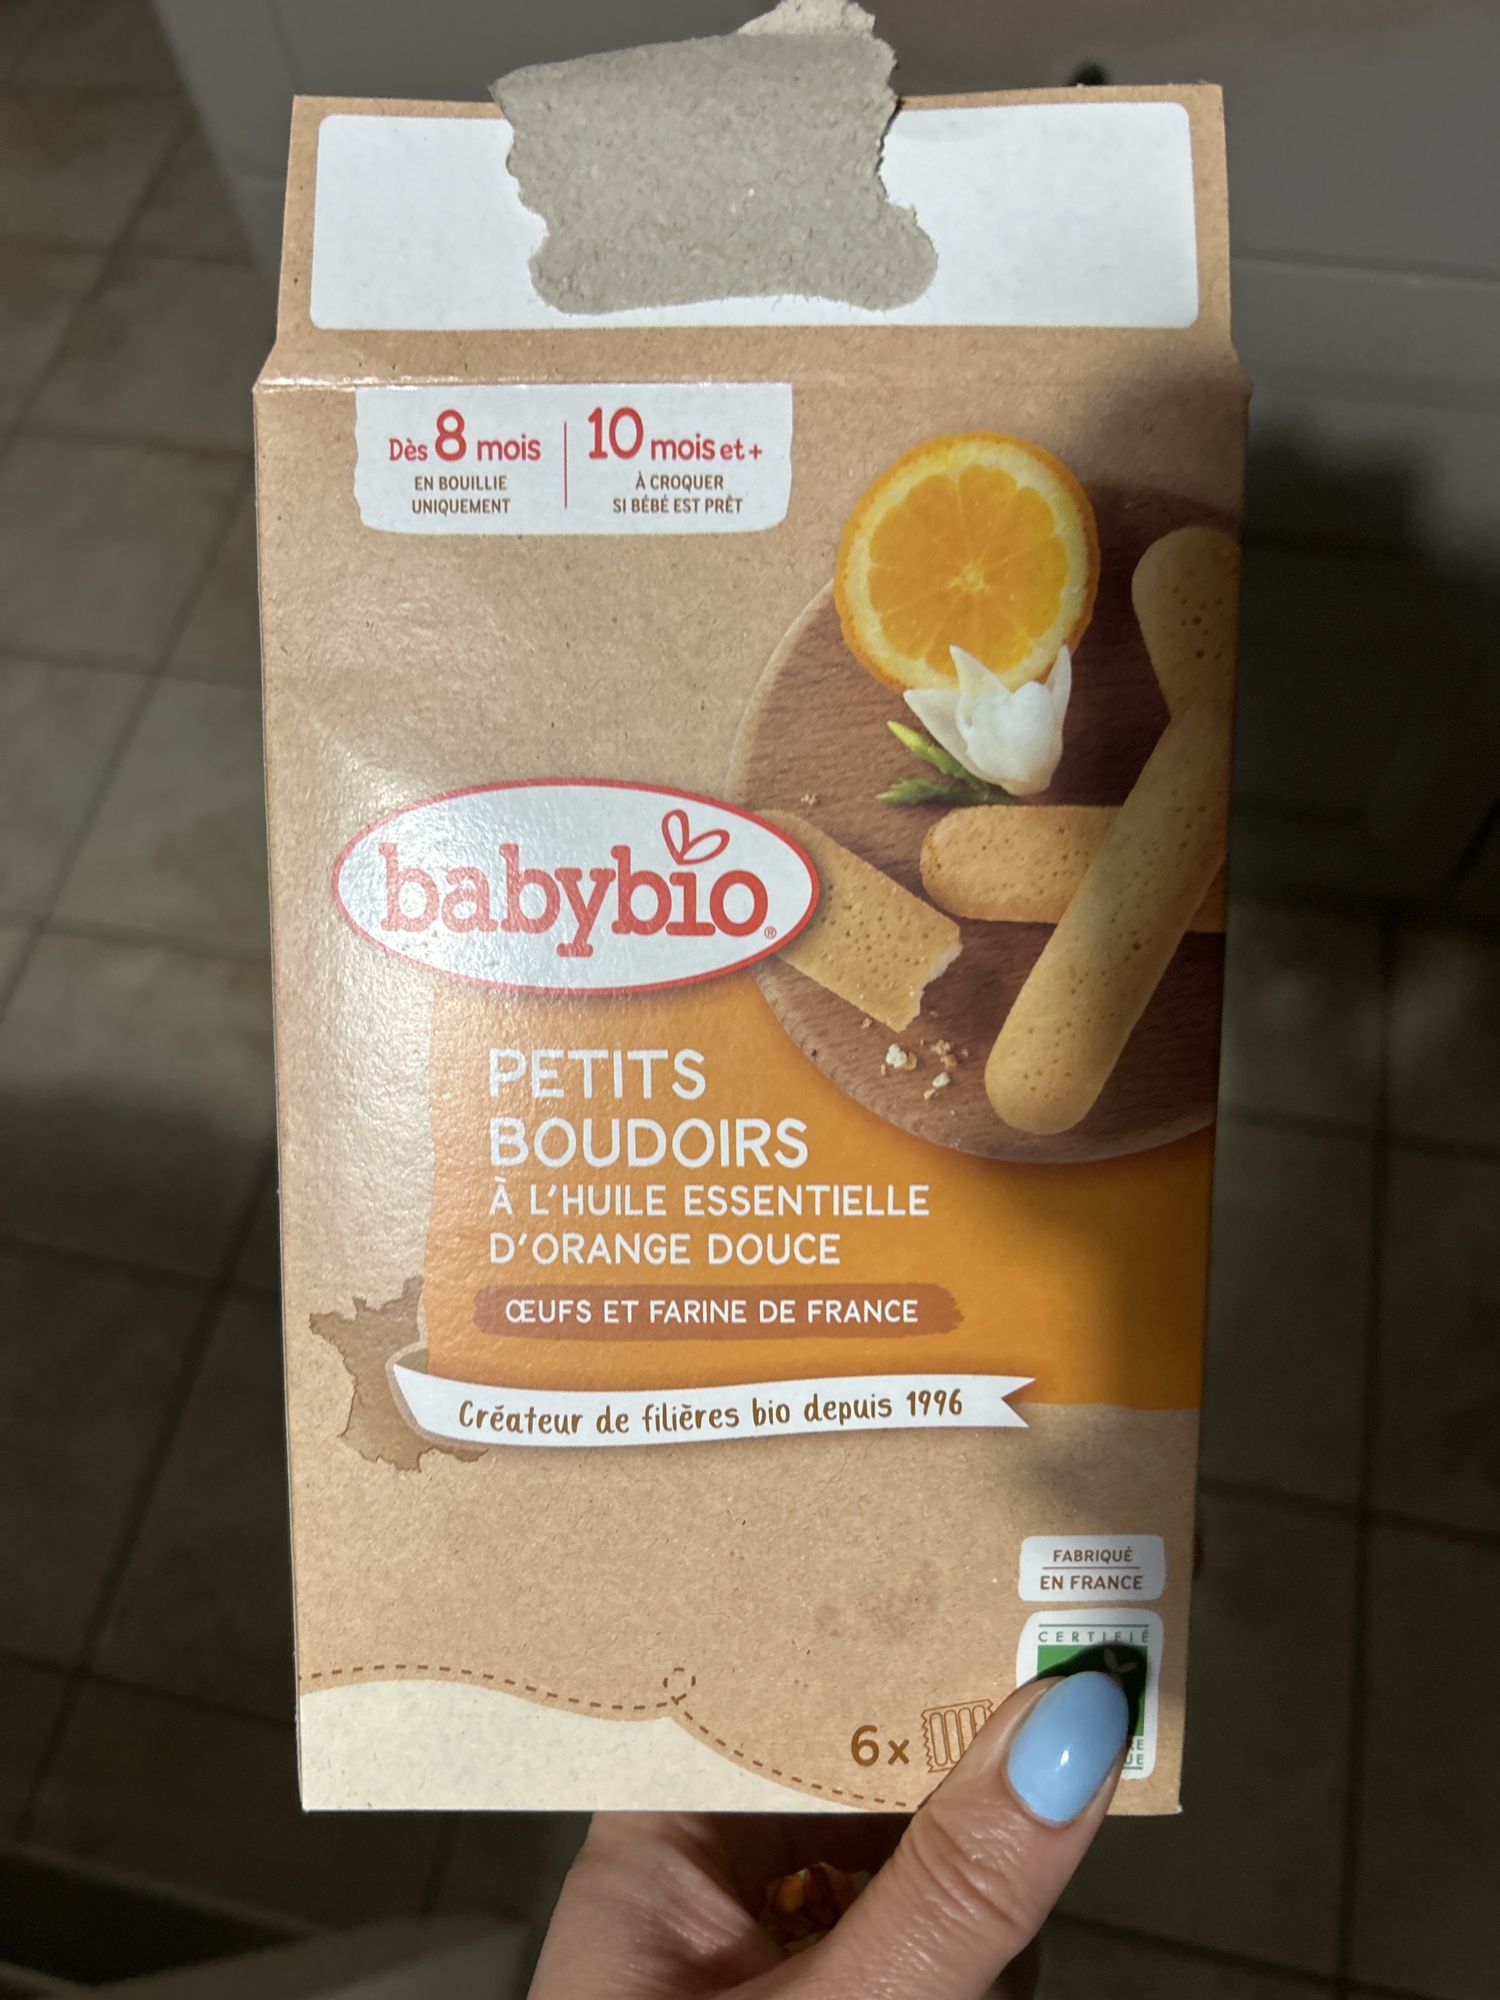 Dès 8 mois
EN BOUILLIE
UNIQUEMENT
10 mois et +
À CROQUER
SI BÉBÉ EST PRÊT
babybio®
PETITS
BOUDOIRS
À L'HUILE ESSENTIELLE
D'ORANGE DOUCE
ŒUFS ET FARINE DE FRANCE
Créateur de filières bio depuis 1996
FABRIQUÉ
EN FRANCE
CERTIFIÉ
6x